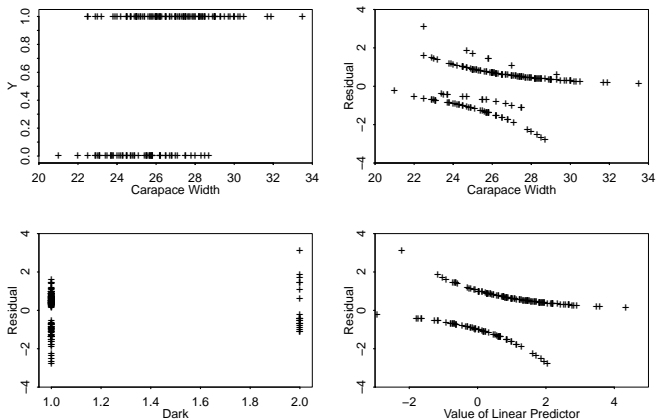 Y
0.0 0.2 0.4 0.6 0.8 1.0
20 22 24 26 28 30 32 34
Carapace Width
Residual
−4 −2 0 2 4
20 22 24 26 28 30 32 34
Carapace Width
Residual
−4 −2 0 2 4
1.0 1.2 1.4 1.6 1.8 2.0
Dark
Residual
−4 −2 0 2 4
−2 0 2 4
Value of Linear Predictor